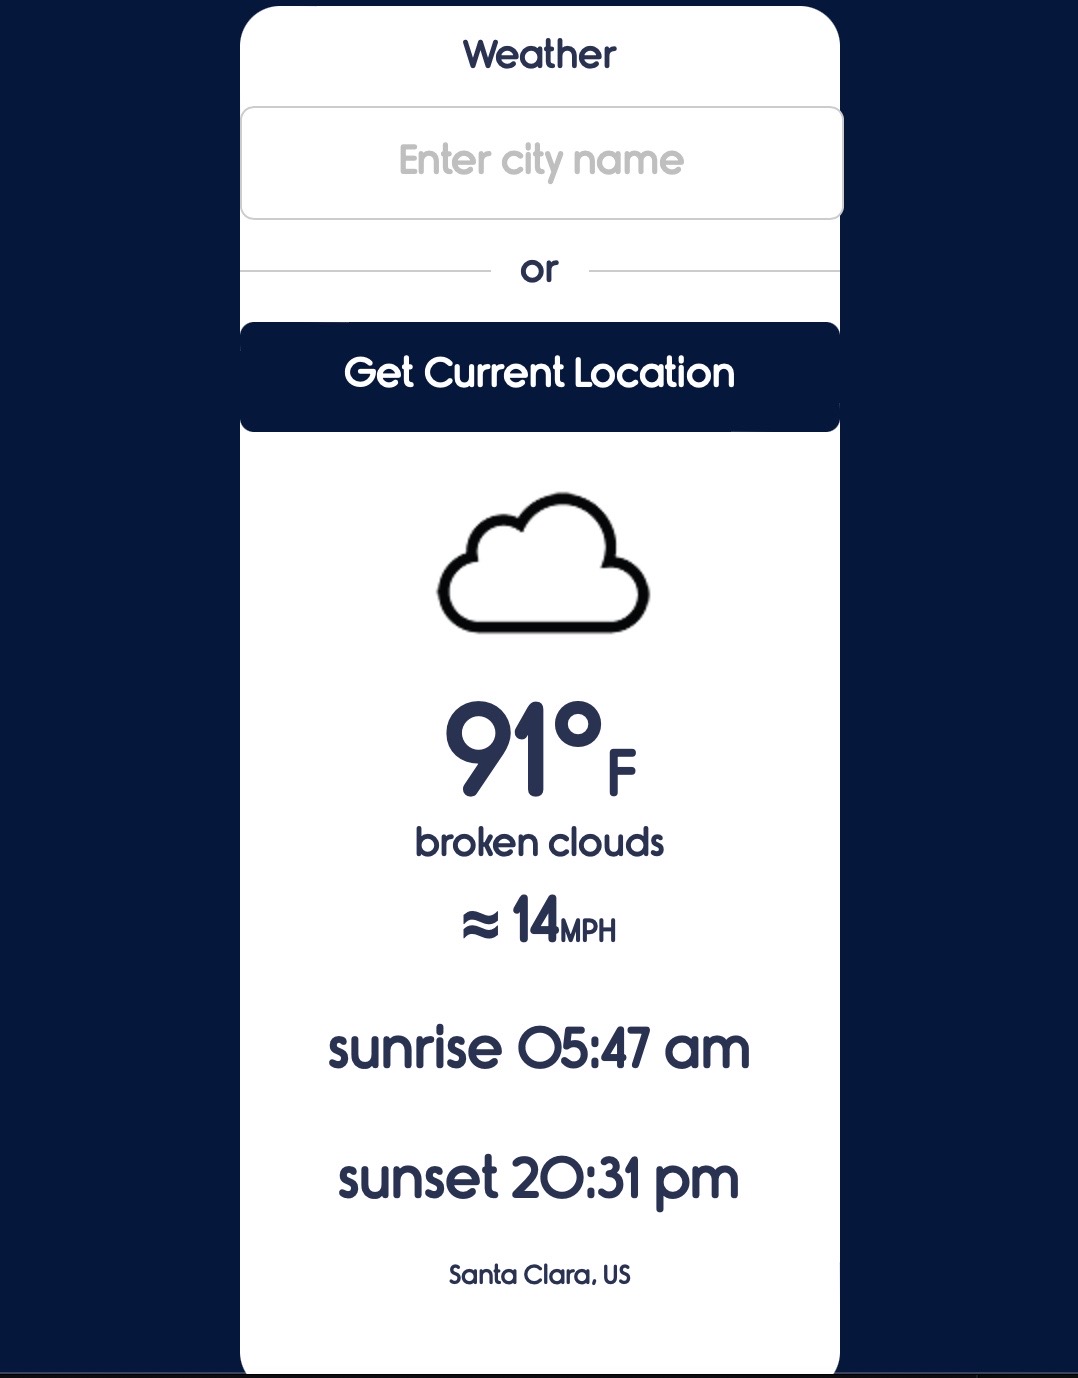 Weather
Enter city name
or
Get Current Location
91°F
broken clouds
≈ 14MPH
sunrise 05:47 am
sunset 20:31 pm
Santa Clara, US